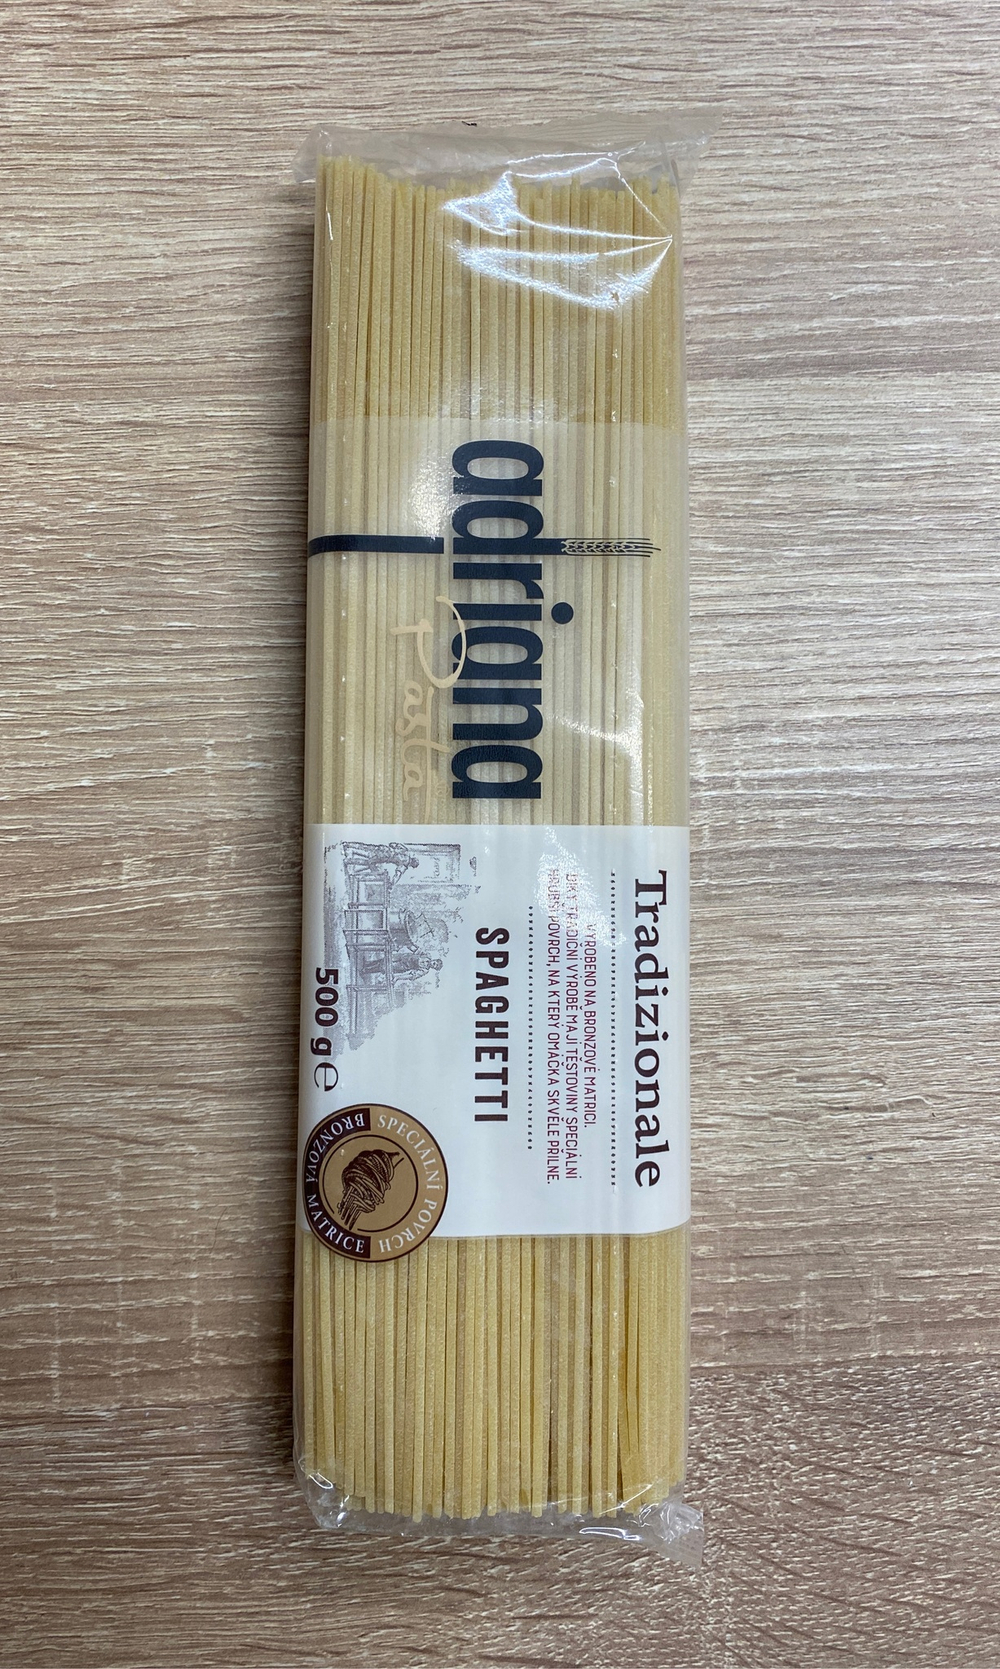 adriana
Pasta
Tradizionale
VYROBENO NA BRONZOVÉ MATRICI.
DÍKY TRADIČNÍ VÝROBĚ MAJÍ TĚSTOVINY SPECIÁLNÍ
HRUBŠÍ POVRCH, NA KTERÝ OMÁČKA SKVĚLE PŘILNE.
SPAGHETTI
500 g ℮
SPECIÁLNÍ POVRCH
BRONZOVÁ MATRICE